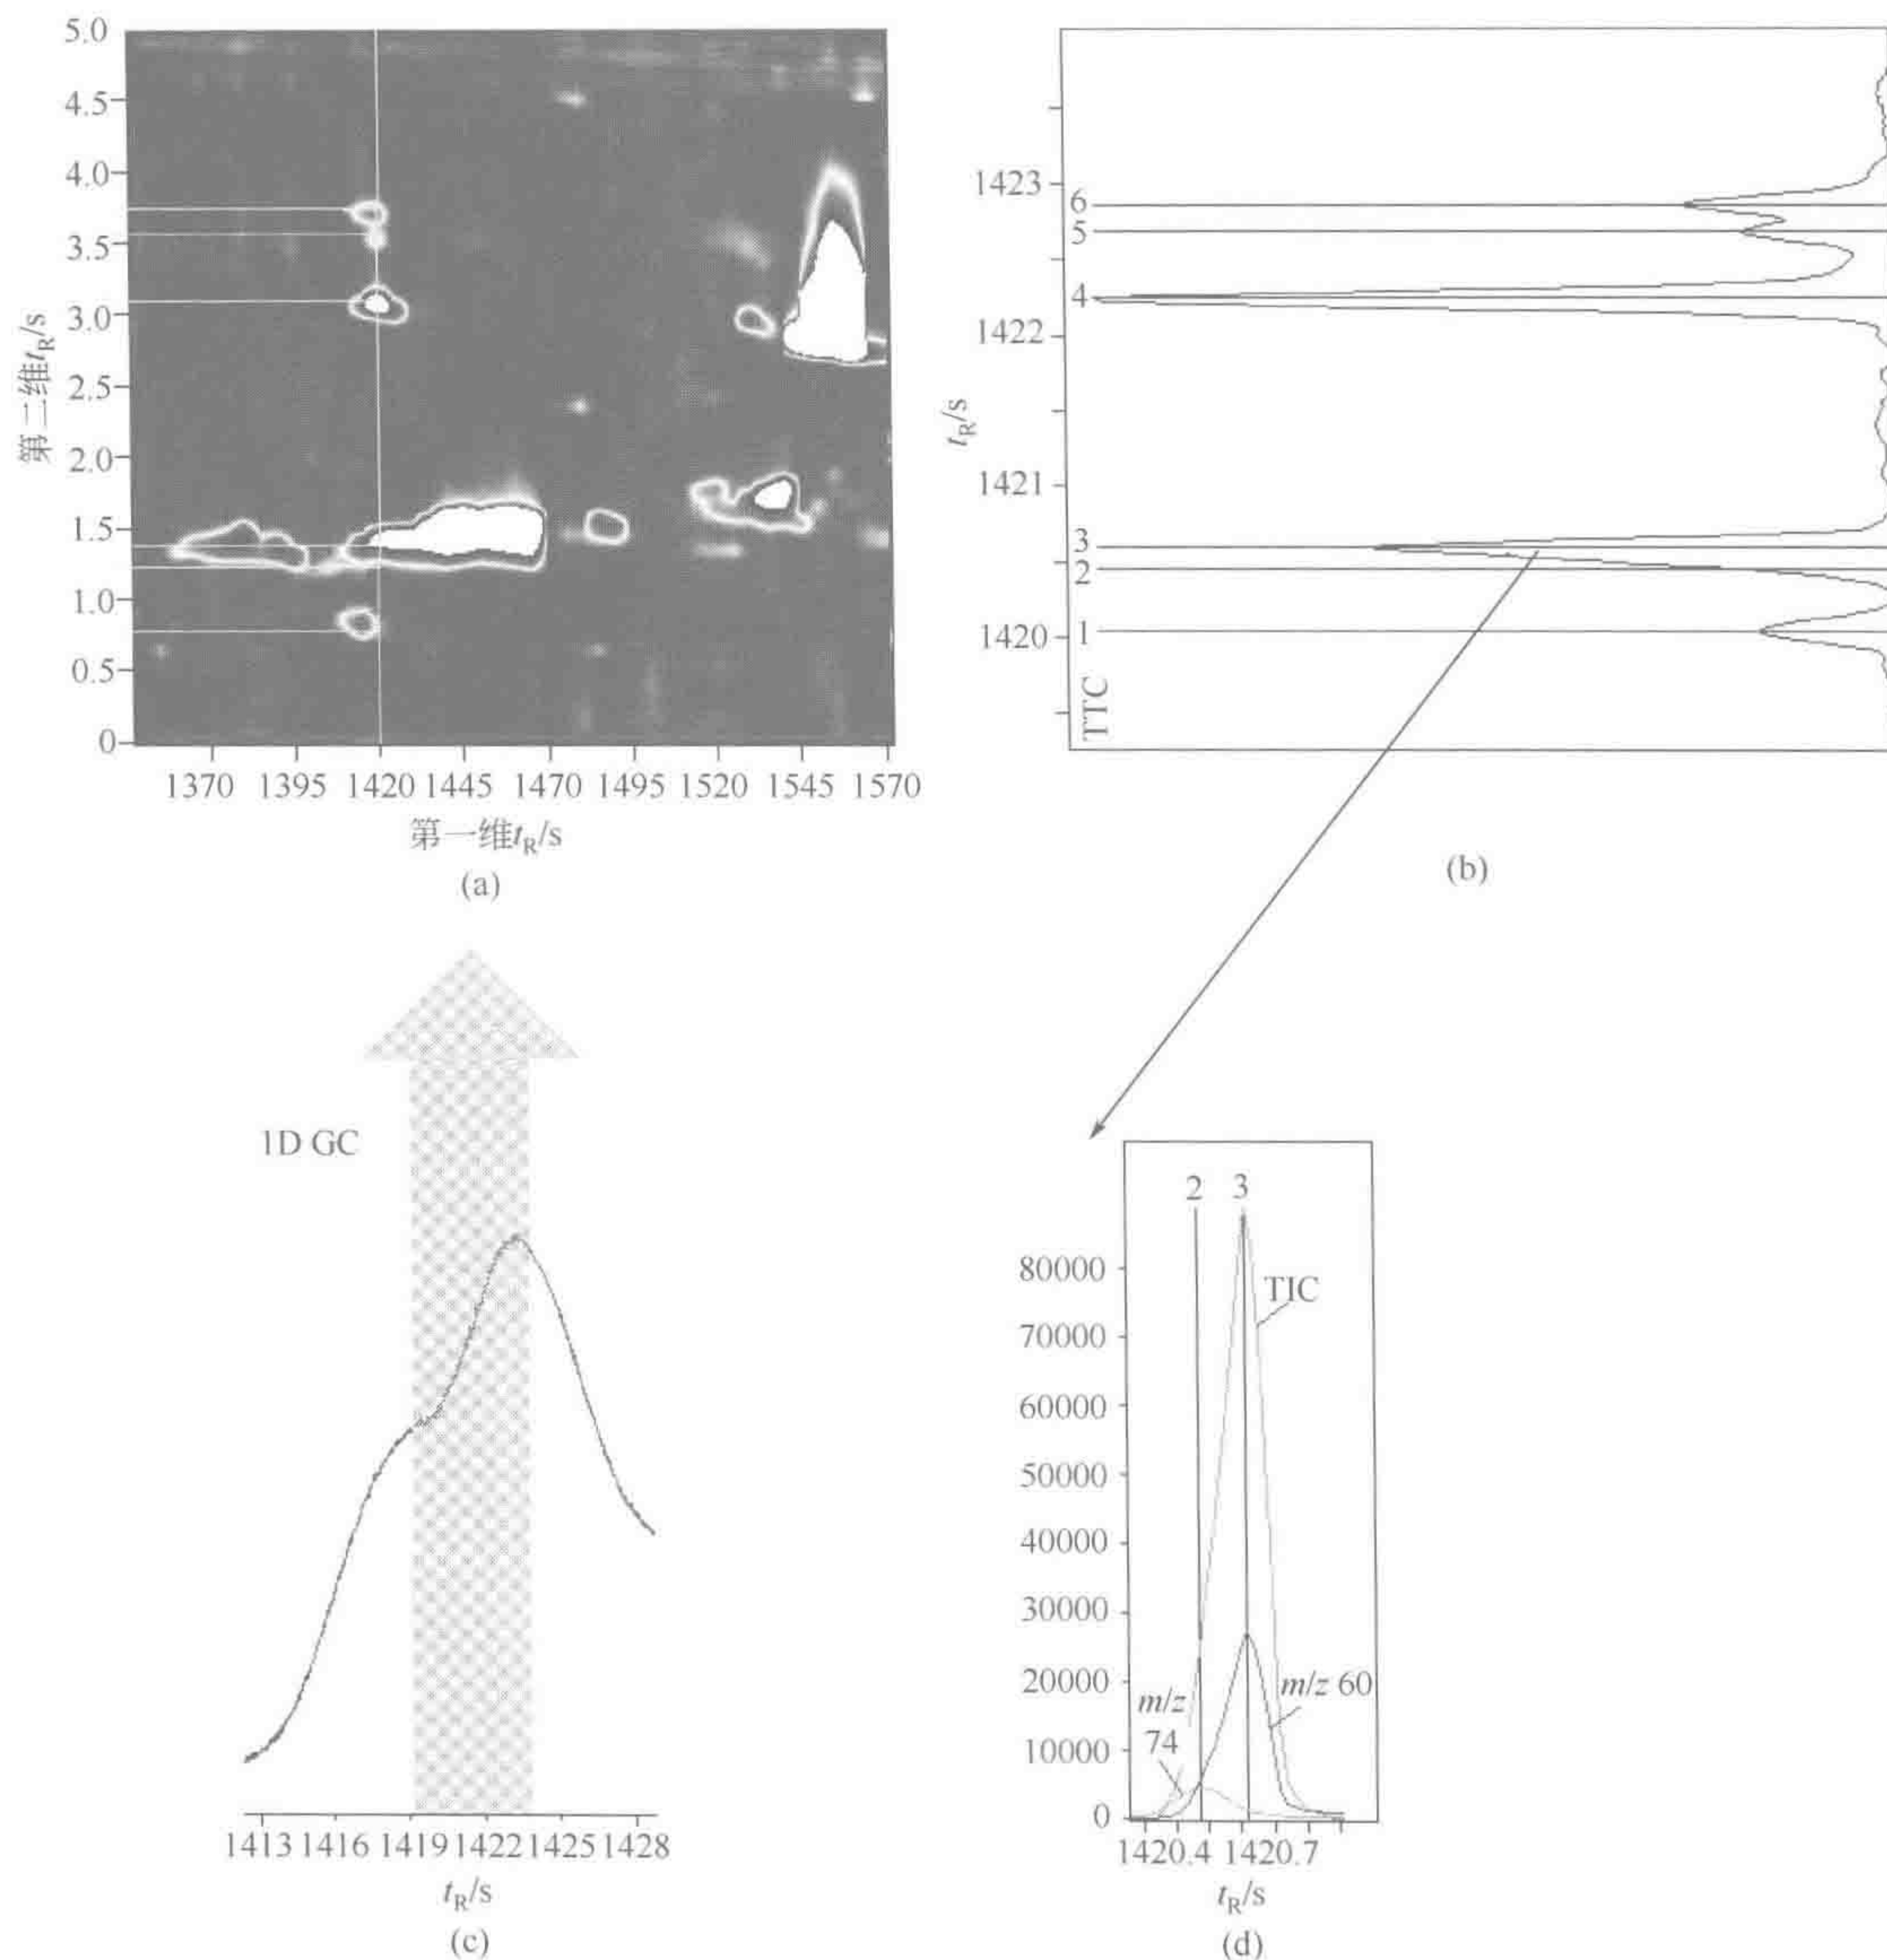 5.0
4.5
4.0
3.5
3.0
2.5
2.0
1.5
1.0
0.5
0
第二维tR/s
1370 1395 1420 1445 1470 1495 1520 1545 1570
第一维tR/s
(a)
1423
1422
1421
1420
tR/s
6
5
4
3
2
1
TTC
(b)
1D GC
1413 1416 1419 1422 1425 1428
tR/s
(c)
2 3
80000
70000
60000
50000
40000
30000
20000
10000
0
TIC
m/z
74
m/z 60
1420.4 1420.7
tR/s
(d)